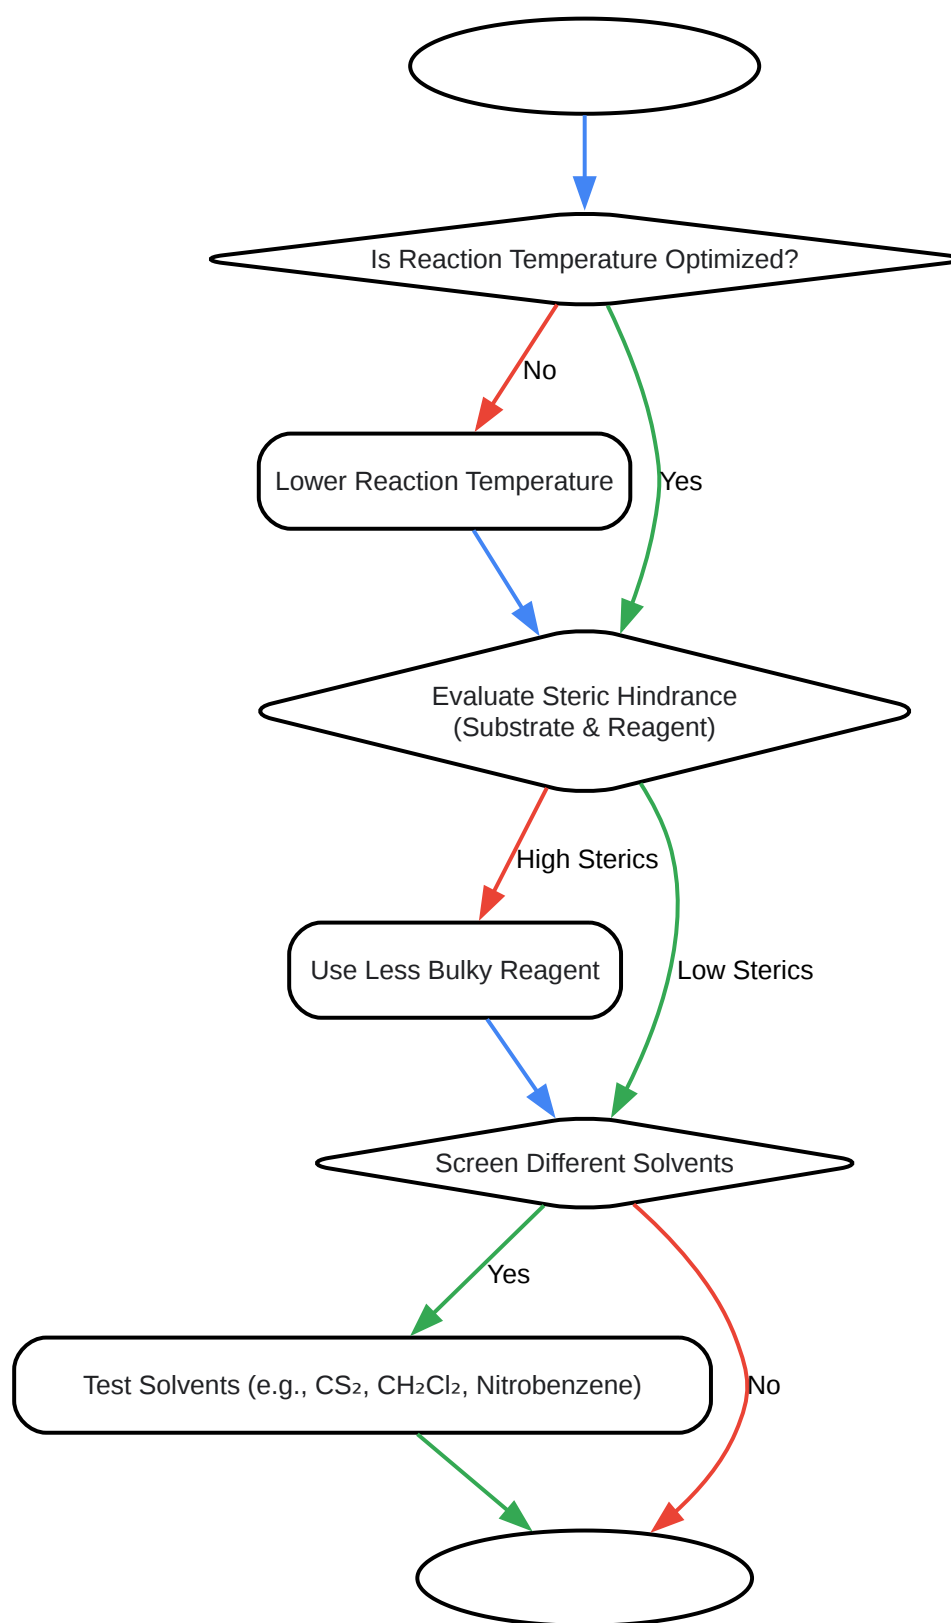 Is Reaction Temperature Optimized?
No
Lower Reaction Temperature
Yes
Evaluate Steric Hindrance
(Substrate & Reagent)
High Sterics
Use Less Bulky Reagent
Low Sterics
Screen Different Solvents
Yes
Test Solvents (e.g., CS₂, CH₂Cl₂, Nitrobenzene)
No